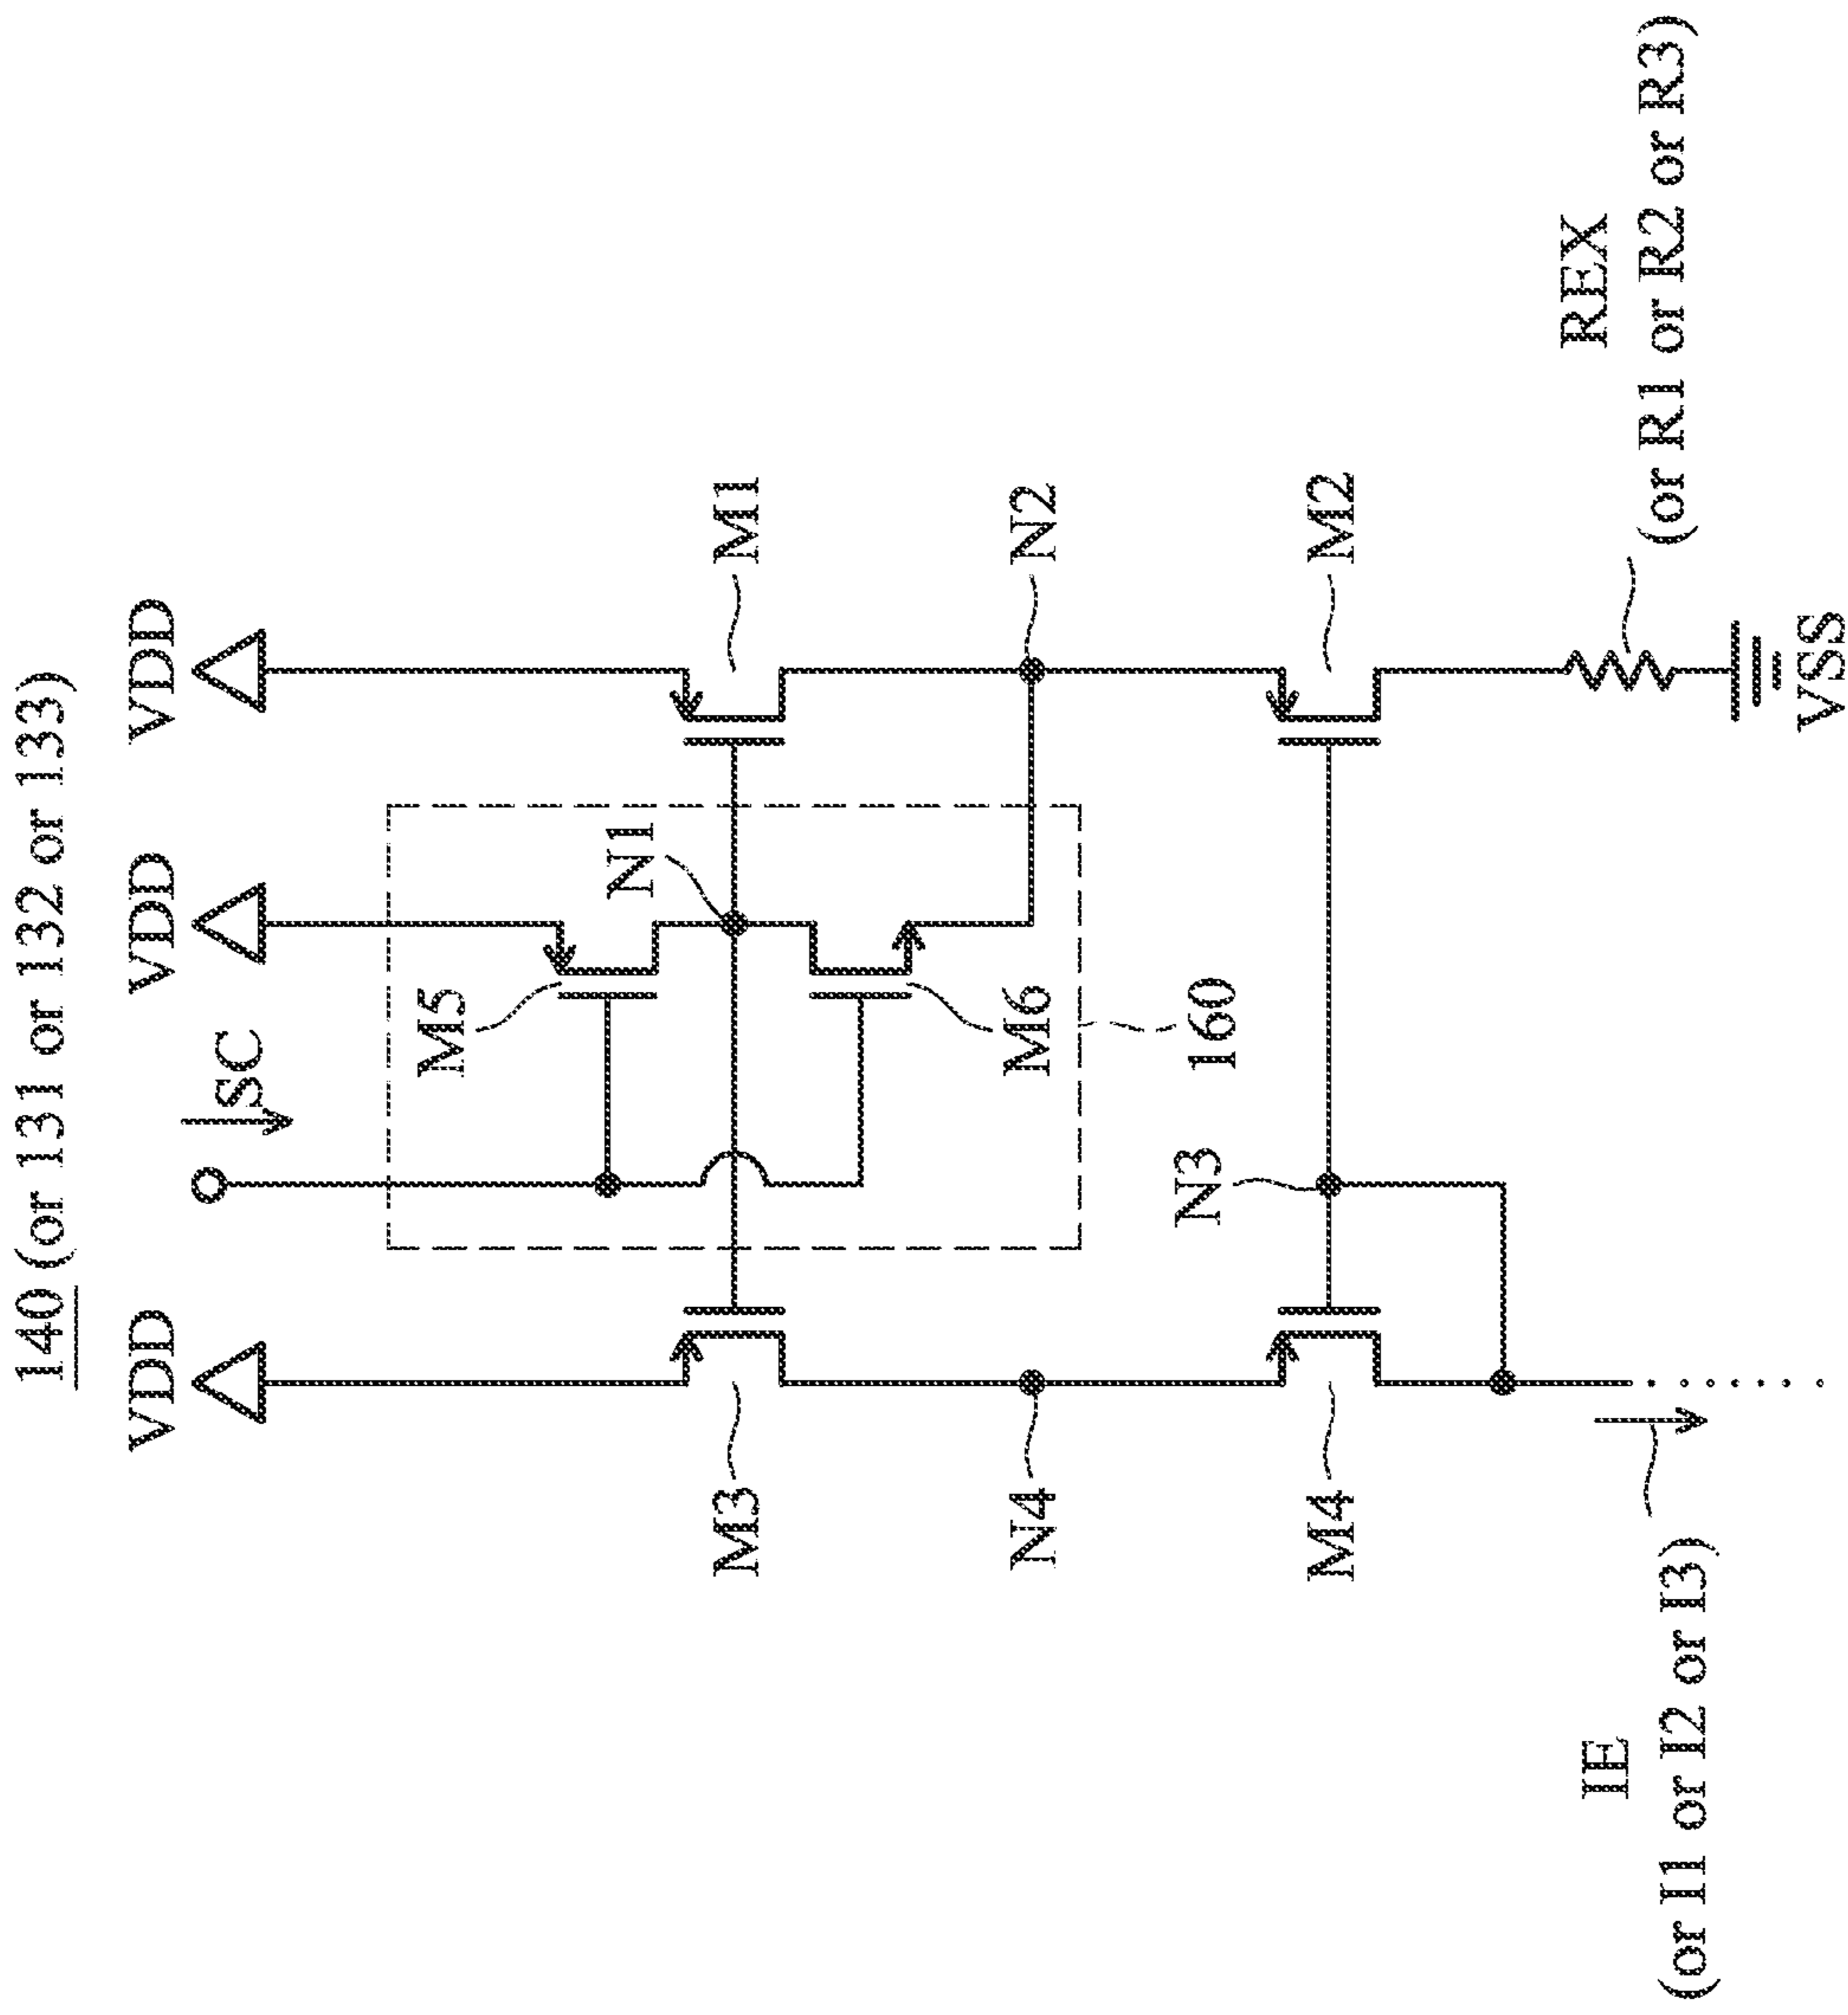 140 (or 131 or 132 or 133)
VDD
VDD
VDD
SC
M5
N1
M3
M1
M6
N4
N2
160
N3
M4
M2
IE
(or I1 or I2 or I3)
REX
(or R1 or R2 or R3)
VSS